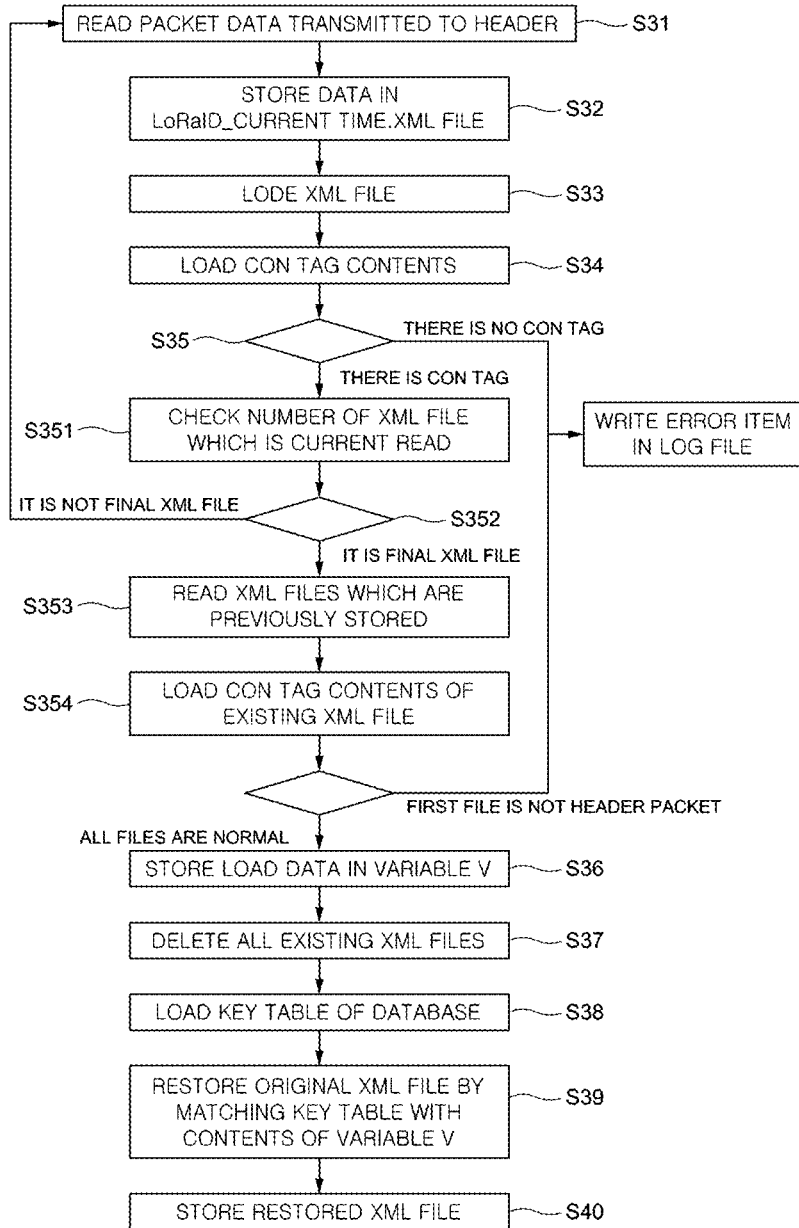 READ PACKET DATA TRANSMITTED TO HEADER
S31
STORE DATA IN
LoRaID_CURRENT TIME.XML FILE
S32
LODE XML FILE
S33
LOAD CON TAG CONTENTS
S34
S35
THERE IS NO CON TAG
THERE IS CON TAG
S351
CHECK NUMBER OF XML FILE
WHICH IS CURRENT READ
WRITE ERROR ITEM
IN LOG FILE
IT IS NOT FINAL XML FILE
S352
IT IS FINAL XML FILE
S353
READ XML FILES WHICH ARE
PREVIOUSLY STORED
S354
LOAD CON TAG CONTENTS OF
EXISTING XML FILE
FIRST FILE IS NOT HEADER PACKET
ALL FILES ARE NORMAL
STORE LOAD DATA IN VARIABLE V
S36
DELETE ALL EXISTING XML FILES
S37
LOAD KEY TABLE OF DATABASE
S38
RESTORE ORIGINAL XML FILE BY
MATCHING KEY TABLE WITH
CONTENTS OF VARIABLE V
S39
STORE RESTORED XML FILE
S40